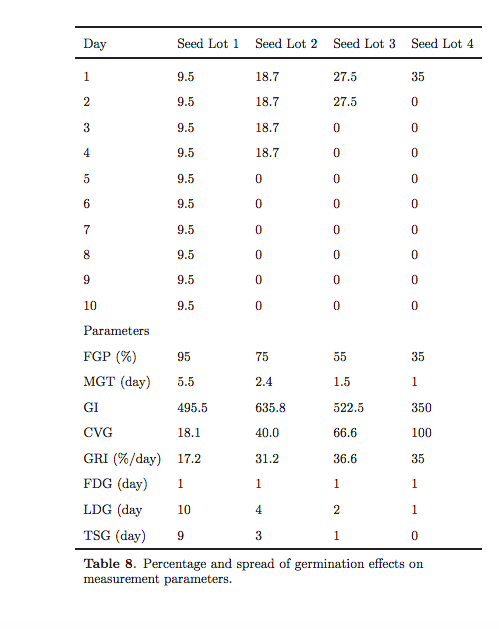 Day Seed Lot 1 Seed Lot 2 Seed Lot 3 Seed Lot 4
1 9.5 18.7 27.5 35
2 9.5 18.7 27.5 0
3 9.5 18.7 0 0
4 9.5 18.7 0 0
5 9.5 0 0 0
6 9.5 0 0 0
7 9.5 0 0 0
8 9.5 0 0 0
9 9.5 0 0 0
10 9.5 0 0 0
Parameters
FGP (%) 95 75 55 35
MGT (day) 5.5 2.4 1.5 1
GI 495.5 635.8 522.5 350
CVG 18.1 40.0 66.6 100
GRI (%/day) 17.2 31.2 36.6 35
FDG (day) 1 1 1 1
LDG (day 10 4 2 1
TSG (day) 9 3 1 0
Table 8. Percentage and spread of germination effects on
measurement parameters.